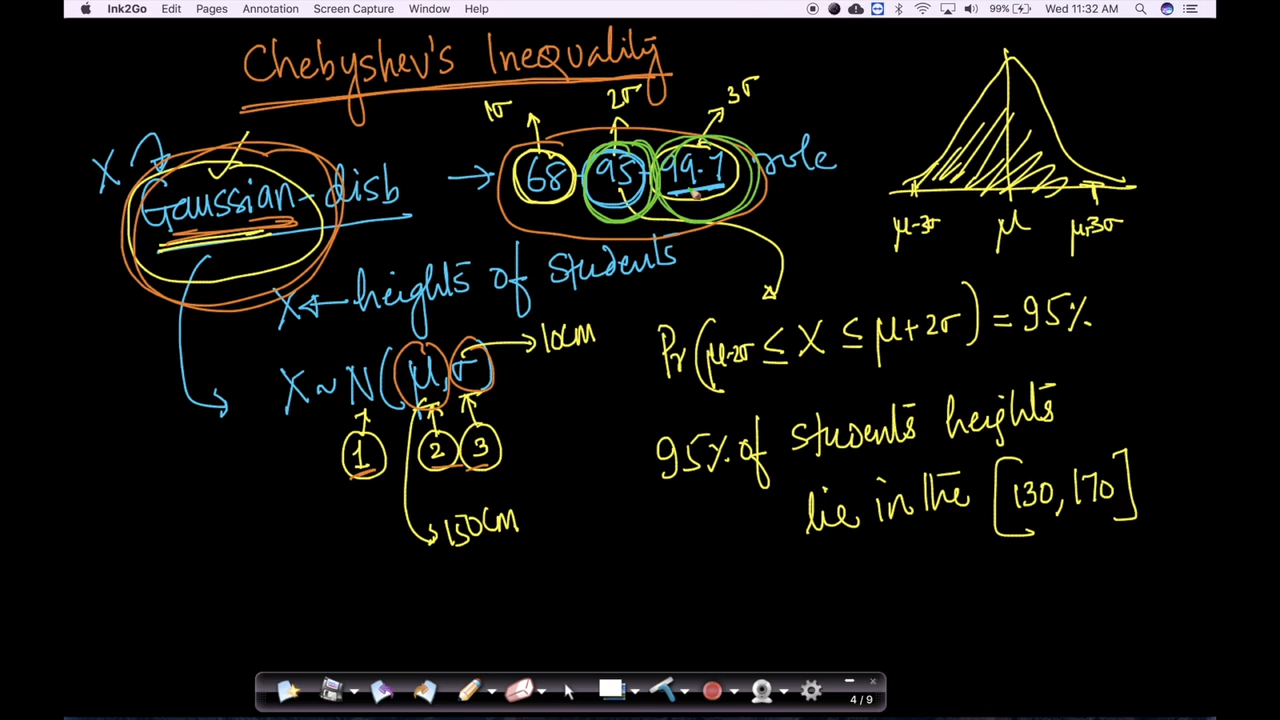 Ink2Go Edit Pages Annotation Screen Capture Window Help 99% Wed 11:32 AM
Chebyshev's Inequality
1σ 2σ 3σ
X
Gaussian-disb → 68-95-99.7 rule
μ-3σ μ μ+3σ
X ← heights of students
Pr(μ-2σ ≤ X ≤ μ+2σ) = 95%
X ~ N(μ, σ) → 10cm
1 2 3
150cm
95% of students heights
lie in the [130, 170]
4 / 9